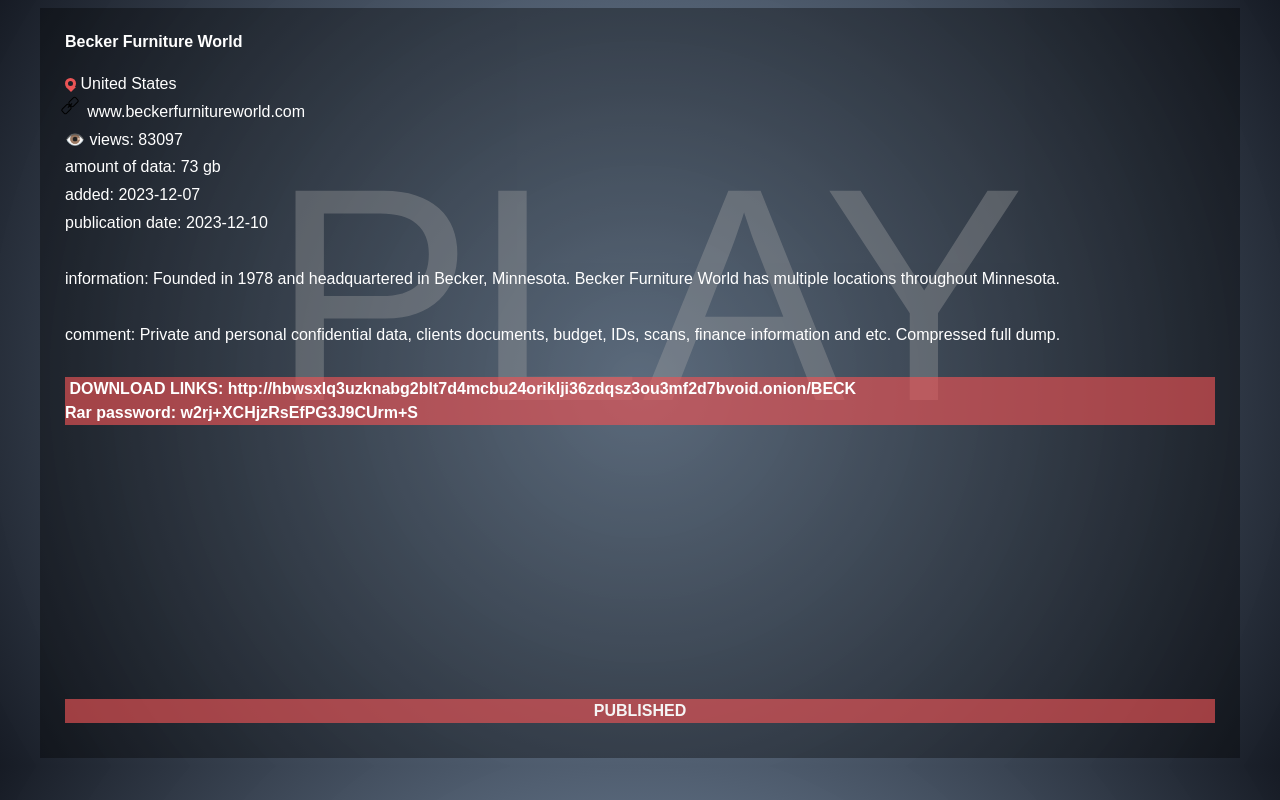 PLAY
Becker Furniture World
United States
www.beckerfurnitureworld.com
views: 83097
amount of data: 73 gb
added: 2023-12-07
publication date: 2023-12-10
information: Founded in 1978 and headquartered in Becker, Minnesota. Becker Furniture World has multiple locations throughout Minnesota.
comment: Private and personal confidential data, clients documents, budget, IDs, scans, finance information and etc. Compressed full dump.
DOWNLOAD LINKS: http://hbwsxlq3uzknabg2blt7d4mcbu24oriklji36zdqsz3ou3mf2d7bvoid.onion/BECK
Rar password: w2rj+XCHjzRsEfPG3J9CUrm+S
PUBLISHED